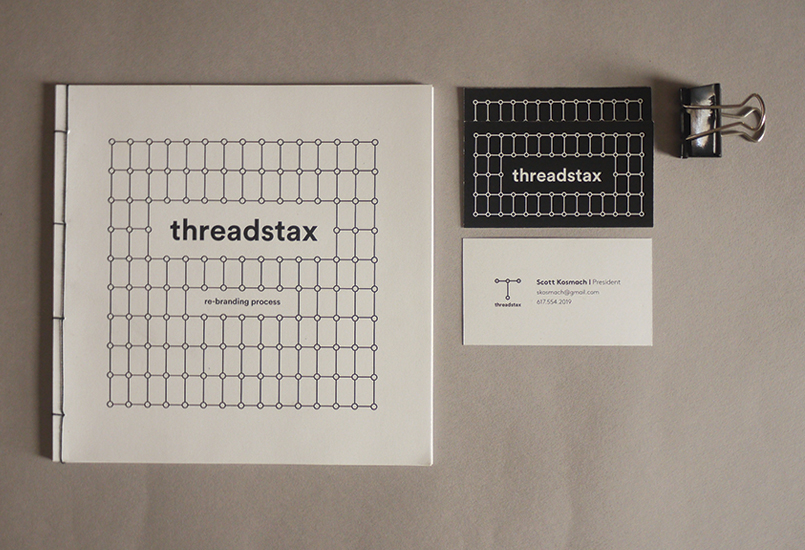 threadstax
re-branding process
threadstax
Scott Kosmach | President
skosmach@gmail.com
617.554.2019
threadstax